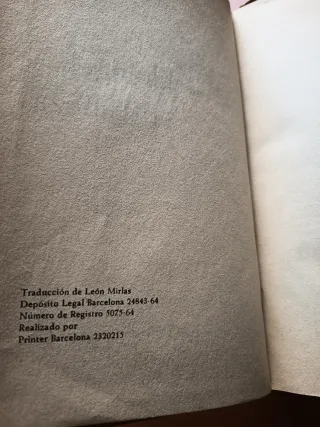 Traducción de León Mirlas
Depósito Legal Barcelona 24843-64
Número de Registro 5075-64
Realizado por
Printer Barcelona 2320215